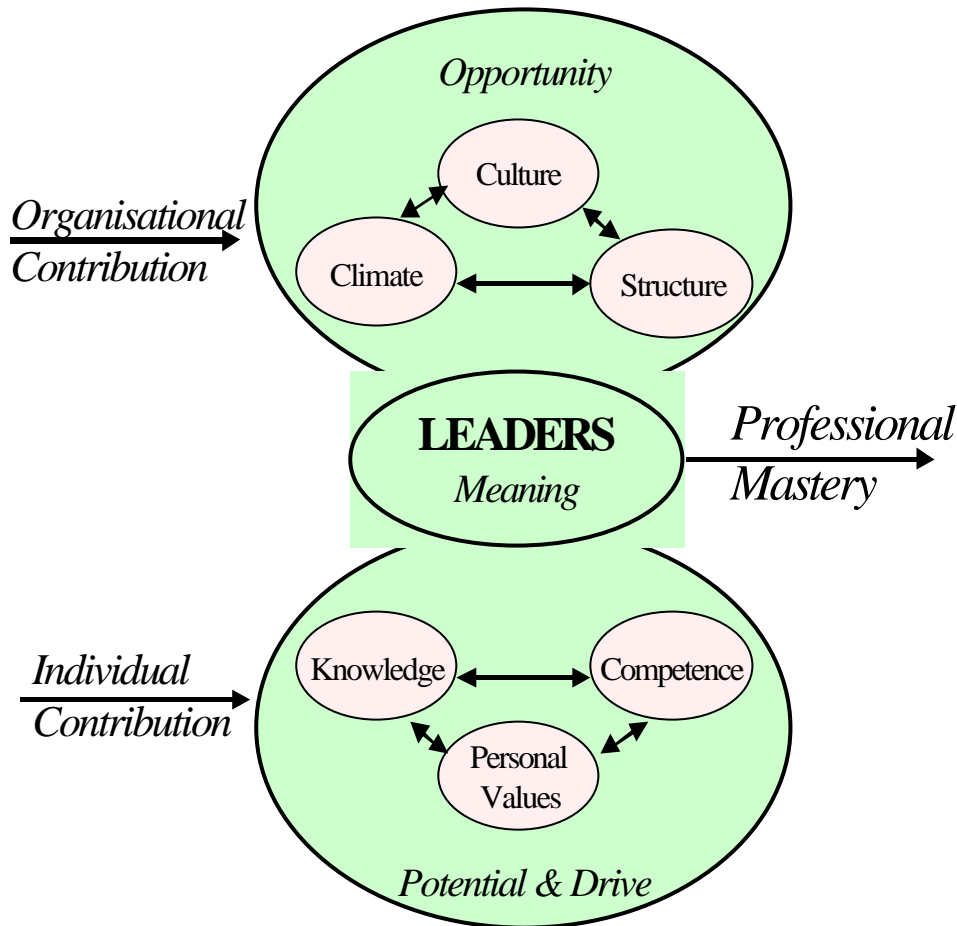 Opportunity
Culture
Organisational
Contribution
Climate
Structure
LEADERS
Meaning
Professional
Mastery
Individual
Contribution
Knowledge
Competence
Personal
Values
Potential & Drive